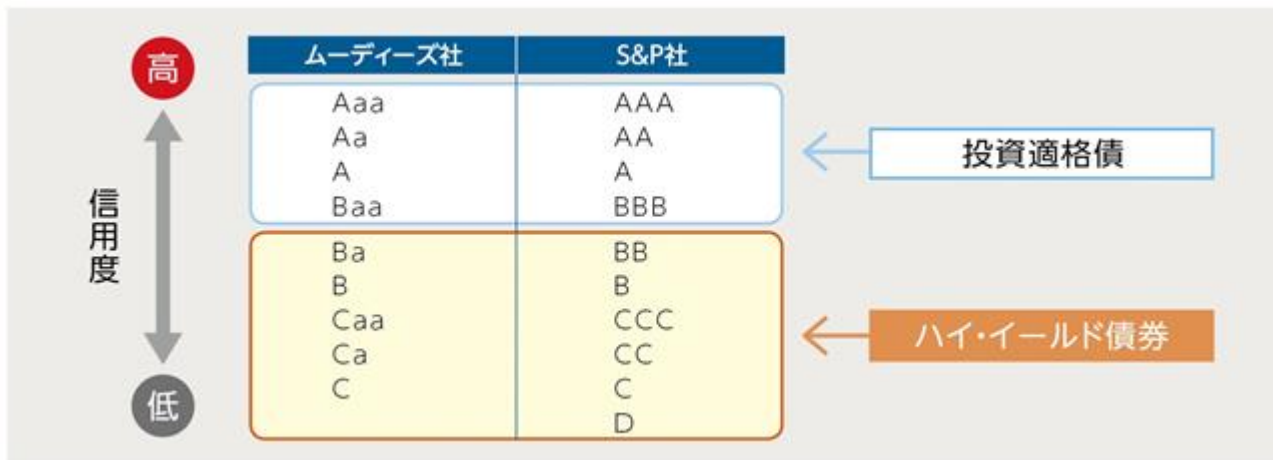 高
信用度
低
ムーディーズ社 S&P社
Aaa AAA
Aa AA
A A
Baa BBB
Ba BB
B B
Caa CCC
Ca CC
C C
D
投資適格債
ハイ・イールド債券